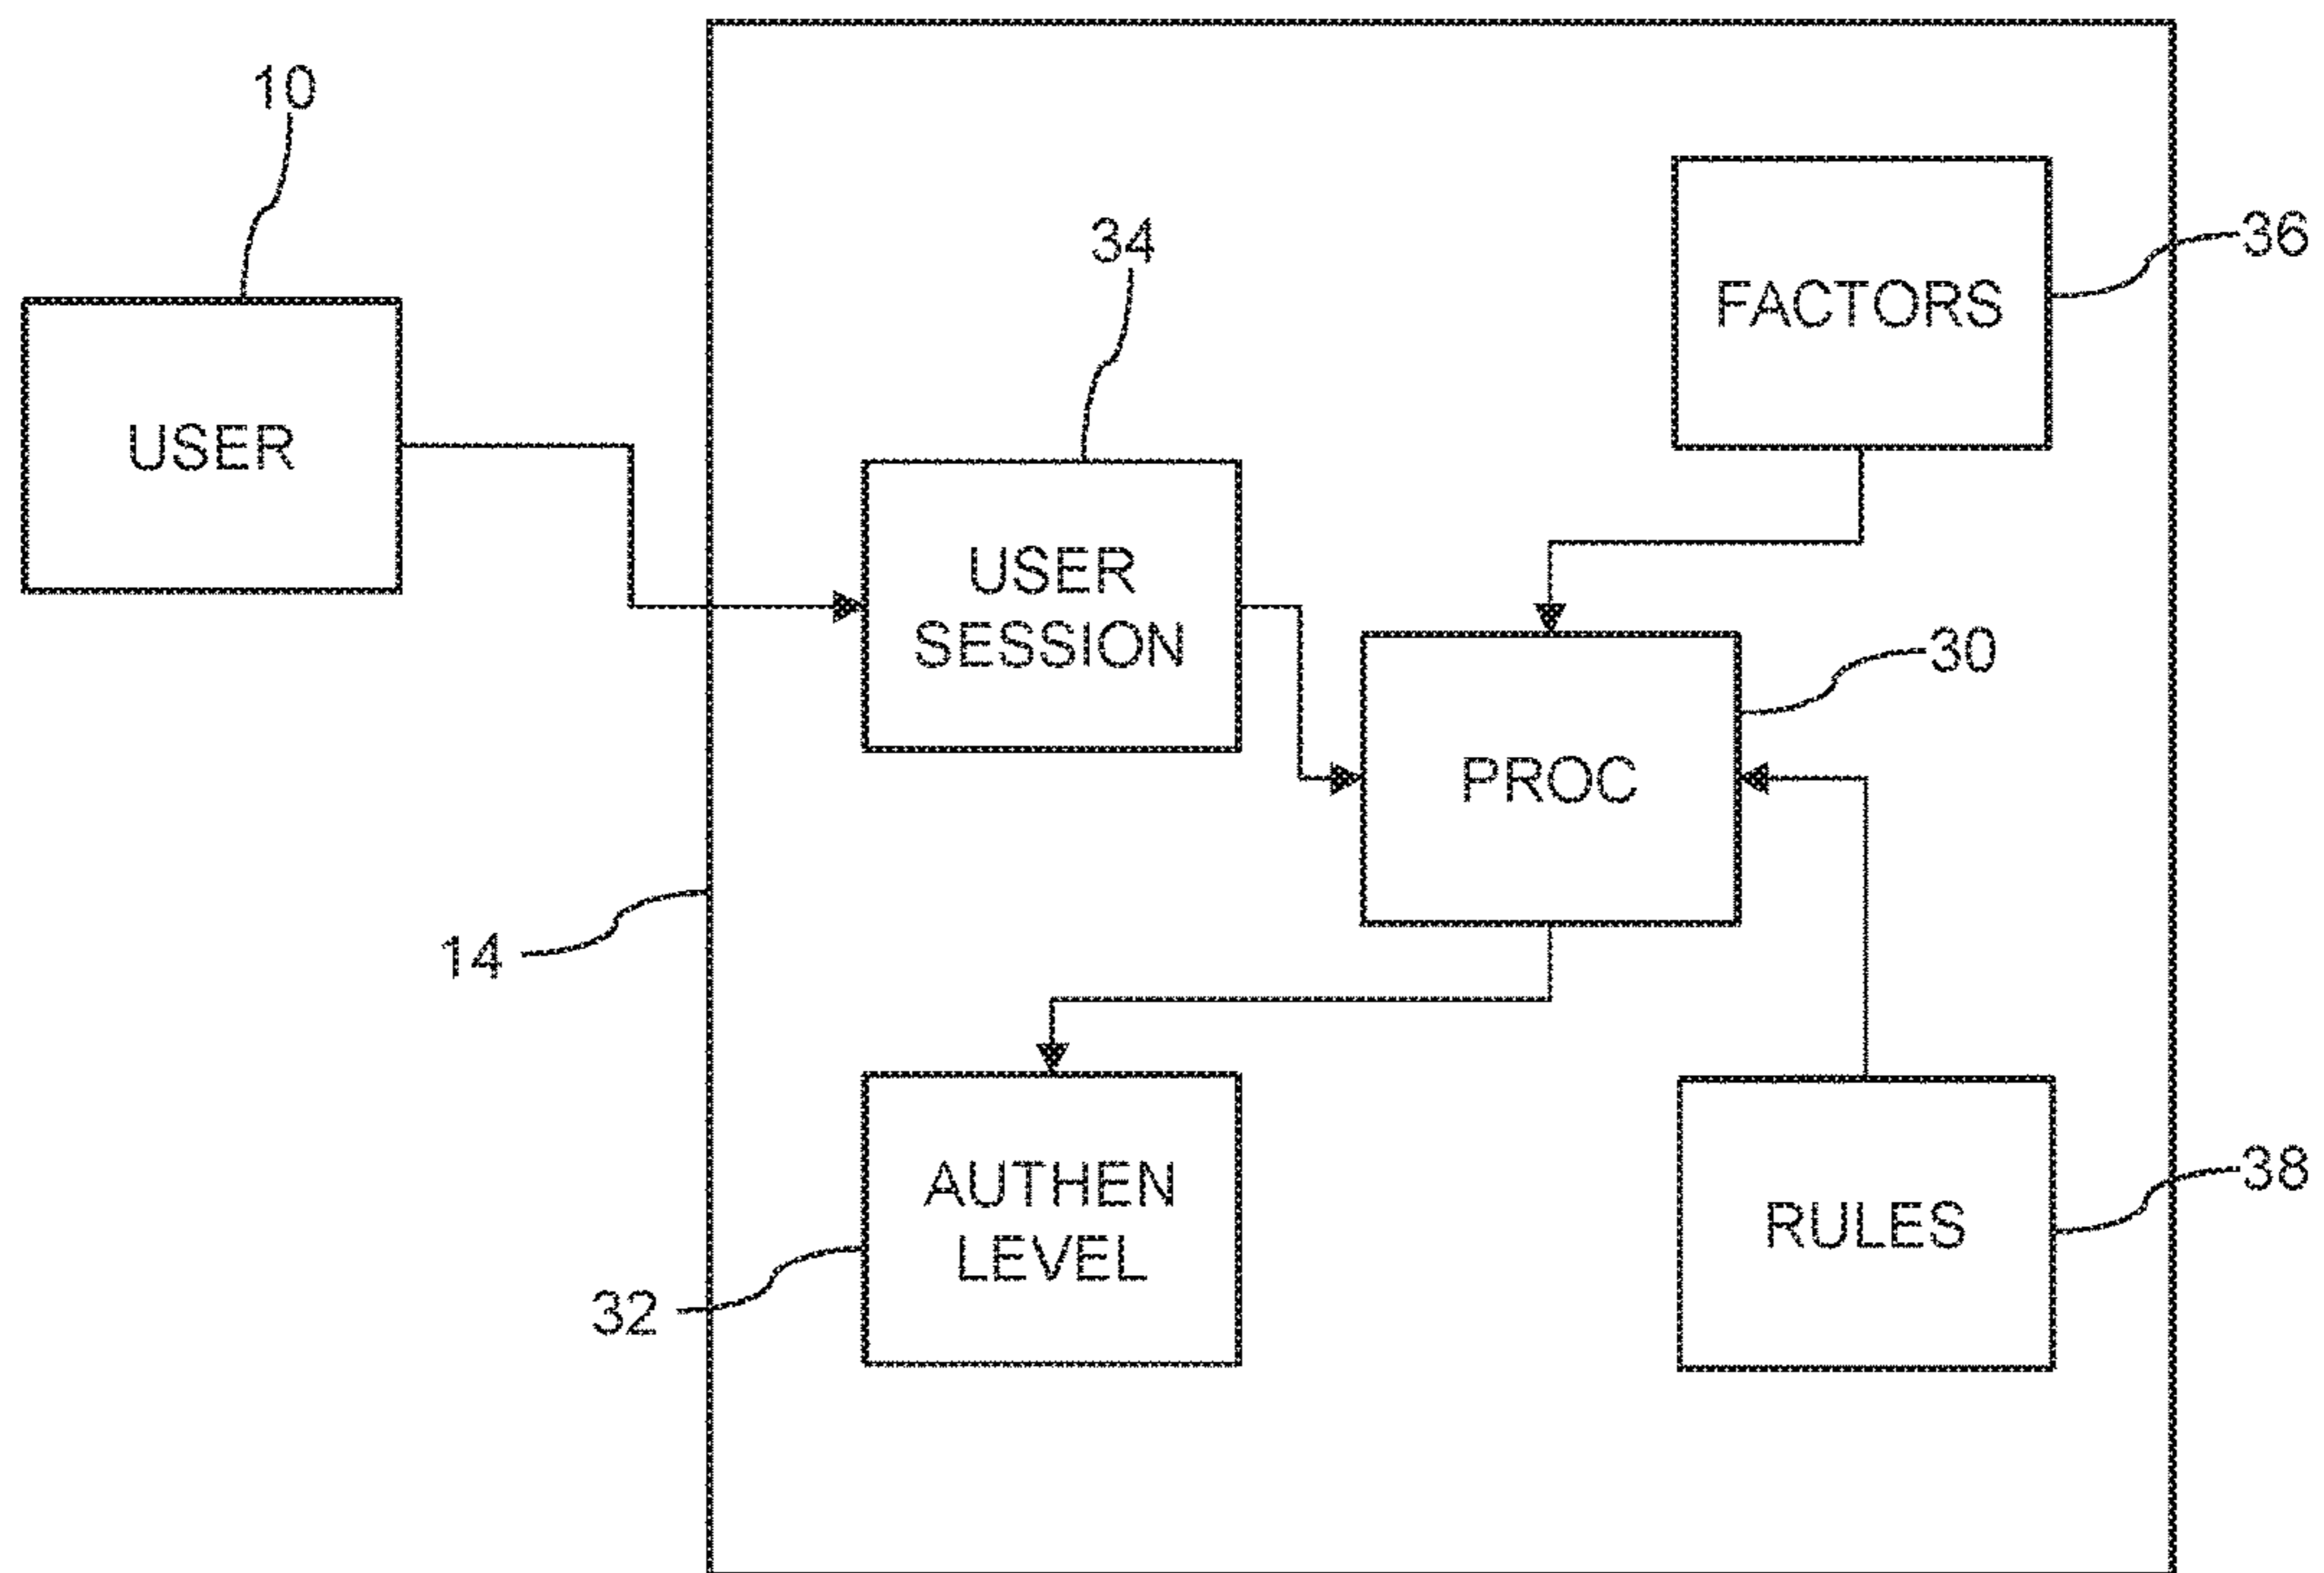 10
34
36
FACTORS
USER
USER
SESSION
30
PROC
14
AUTHEN
LEVEL
38
RULES
32